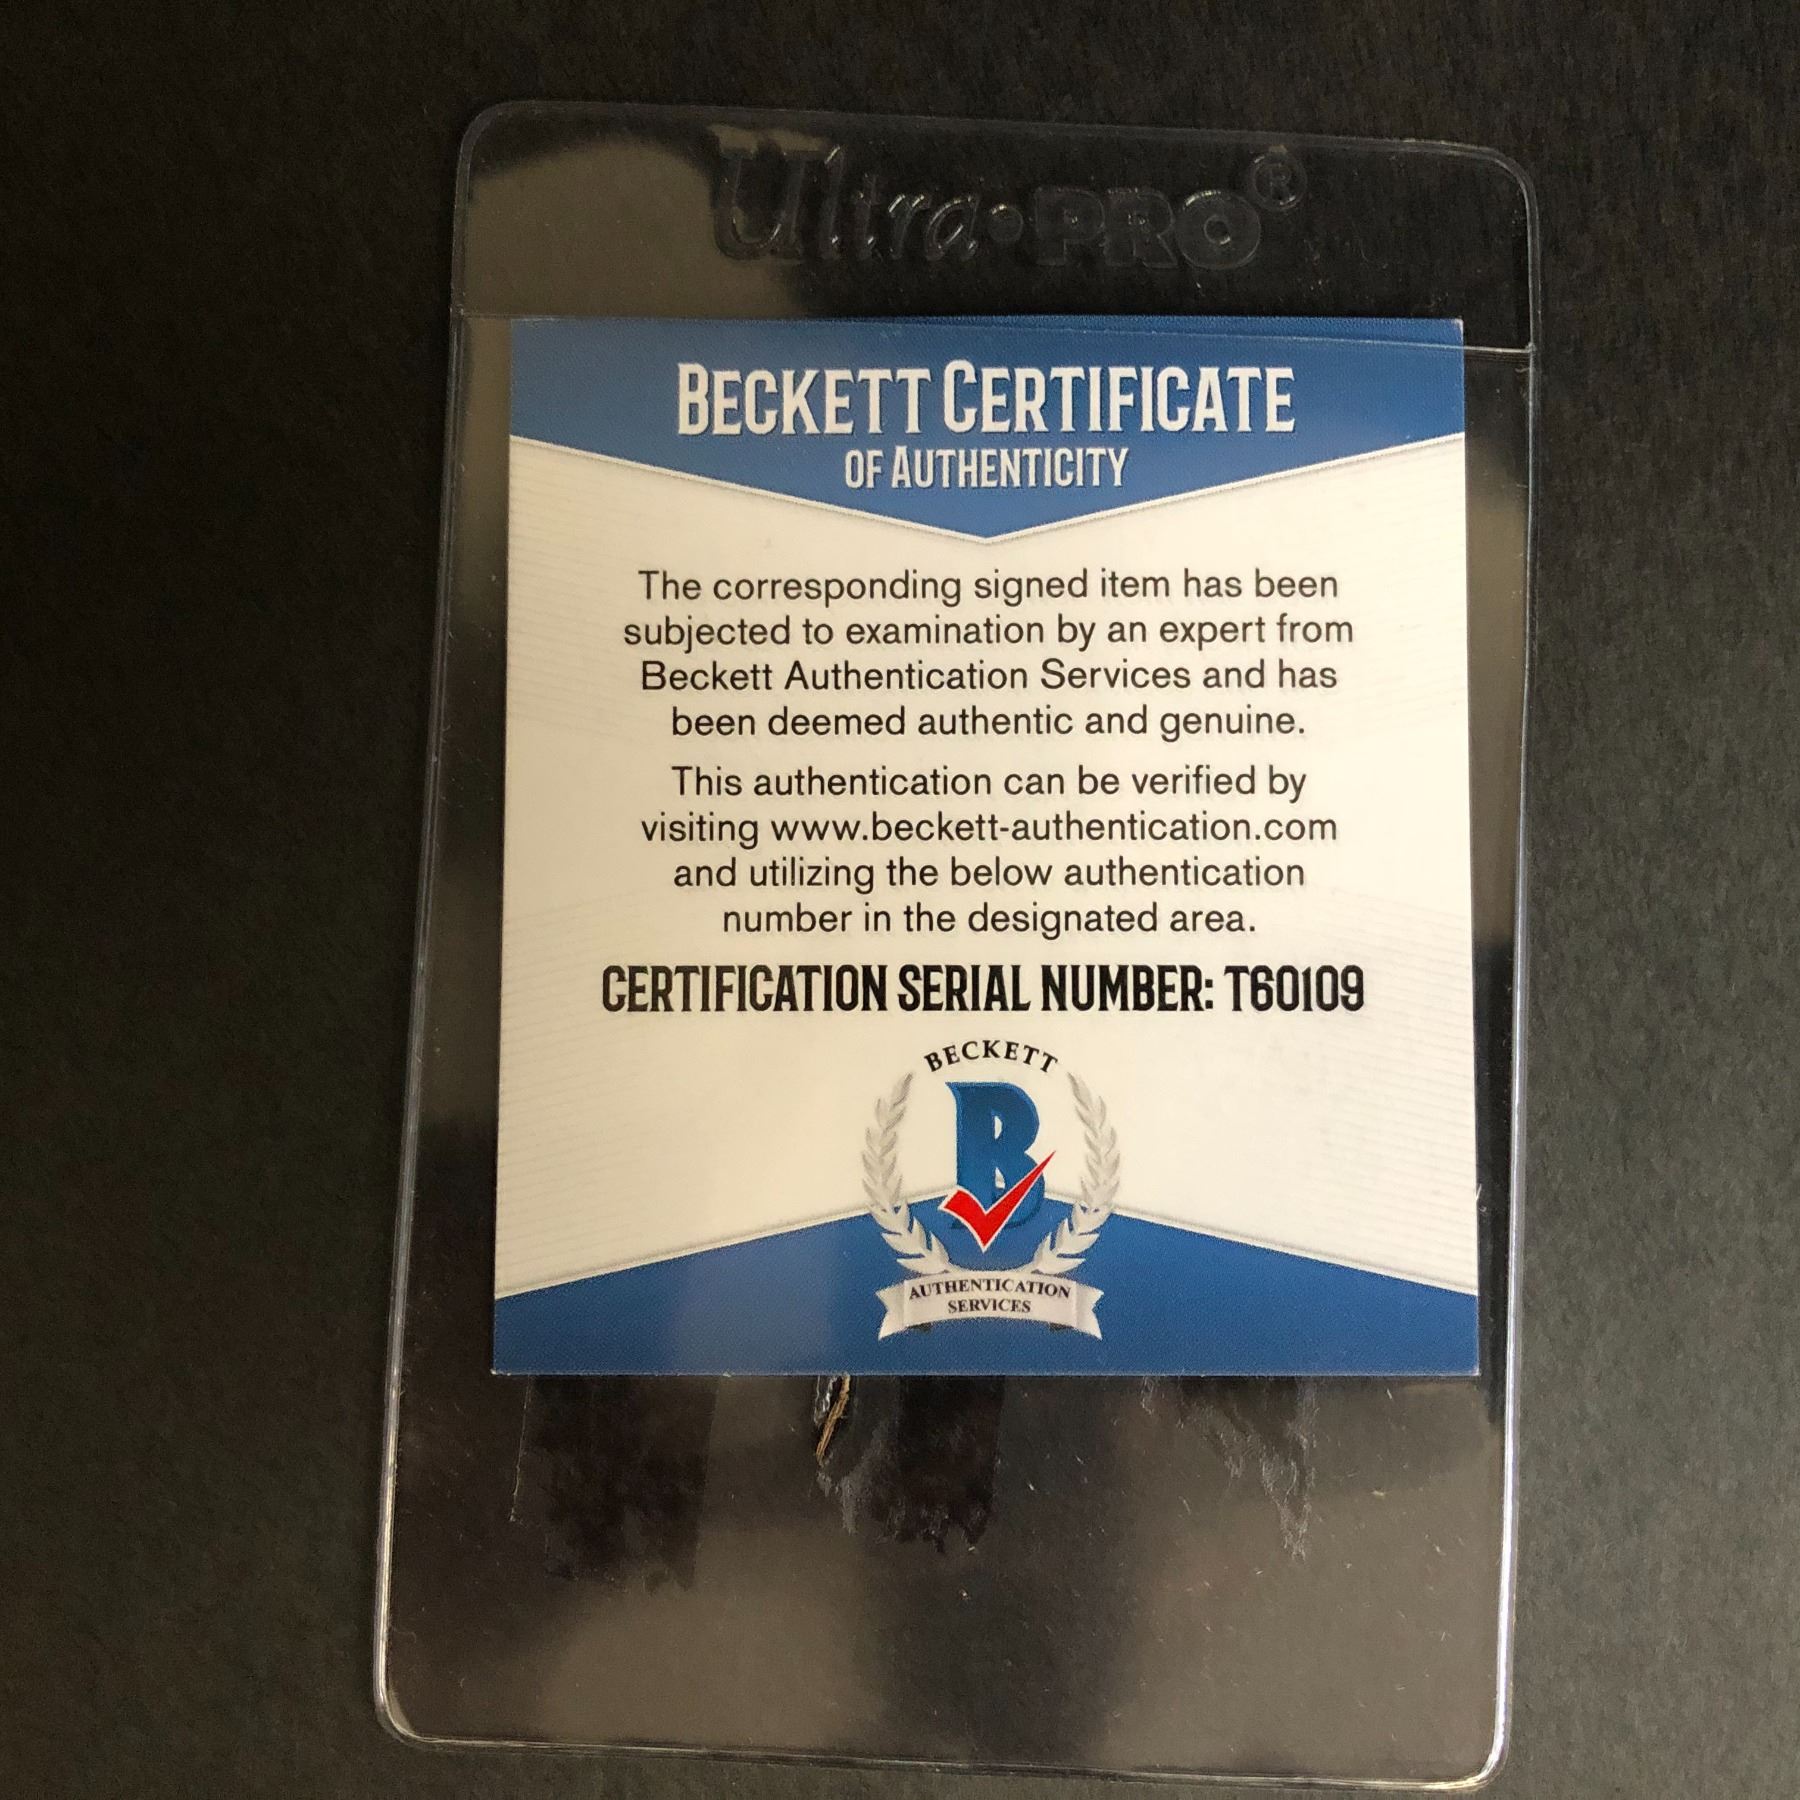 Ultra•PRO®
BECKETT CERTIFICATE
OF AUTHENTICITY
The corresponding signed item has been
subjected to examination by an expert from
Beckett Authentication Services and has
been deemed authentic and genuine.
This authentication can be verified by
visiting www.beckett-authentication.com
and utilizing the below authentication
number in the designated area.
CERTIFICATION SERIAL NUMBER: T60109
BECKETT
B
AUTHENTICATION
SERVICES